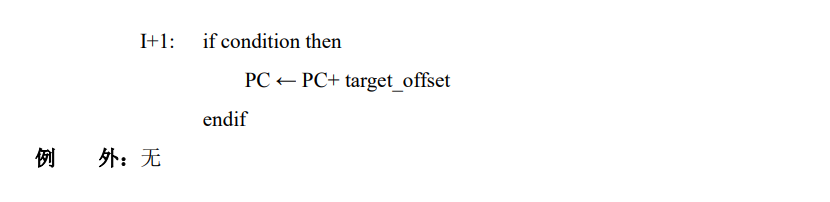 I+1: if condition then
PC ← PC+ target_offset
endif
例 外：无